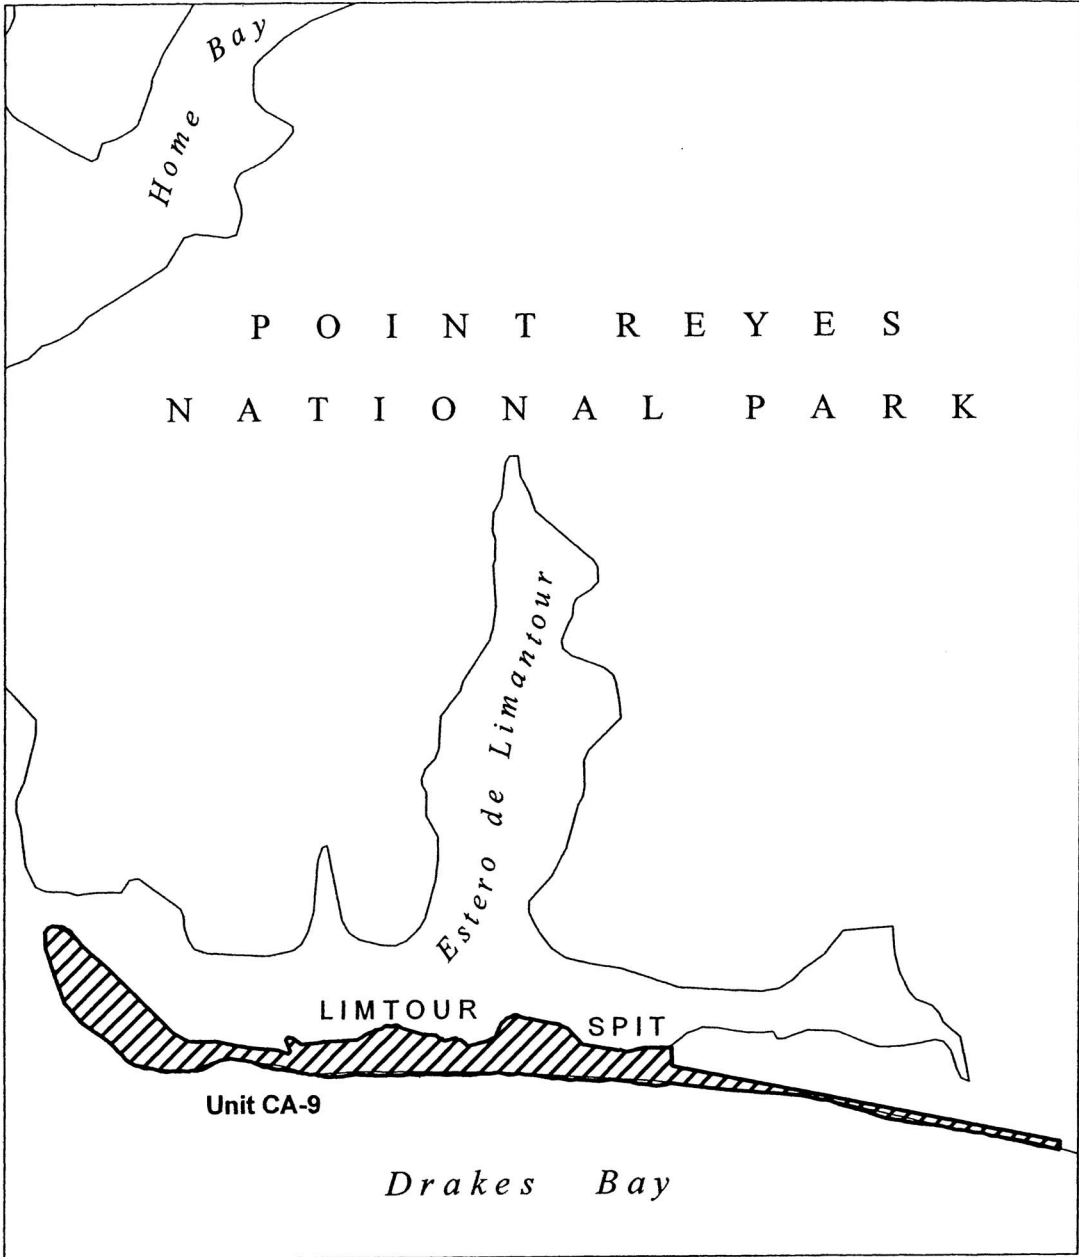 Home Bay
POINT REYES
NATIONAL PARK
Estero de Limantour
LIMTOUR SPIT
Unit CA-9
Drakes Bay